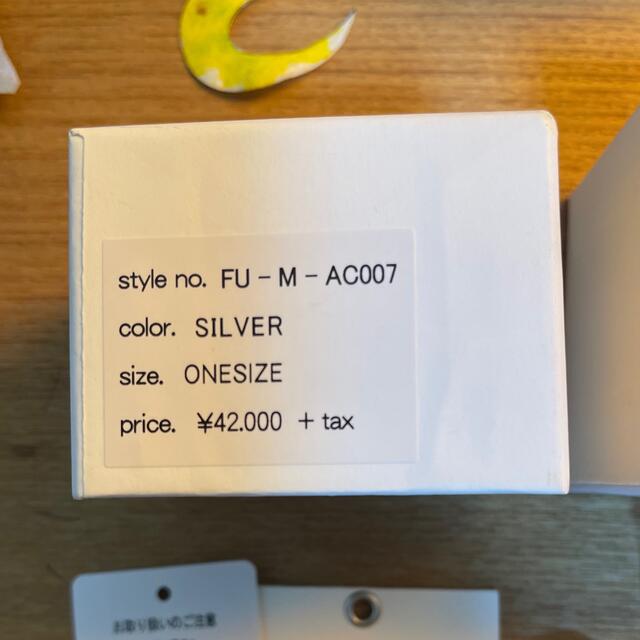 style no. FU - M - AC007
color. SILVER
size. ONESIZE
price. ¥42.000 + tax
お取り扱いのご注意